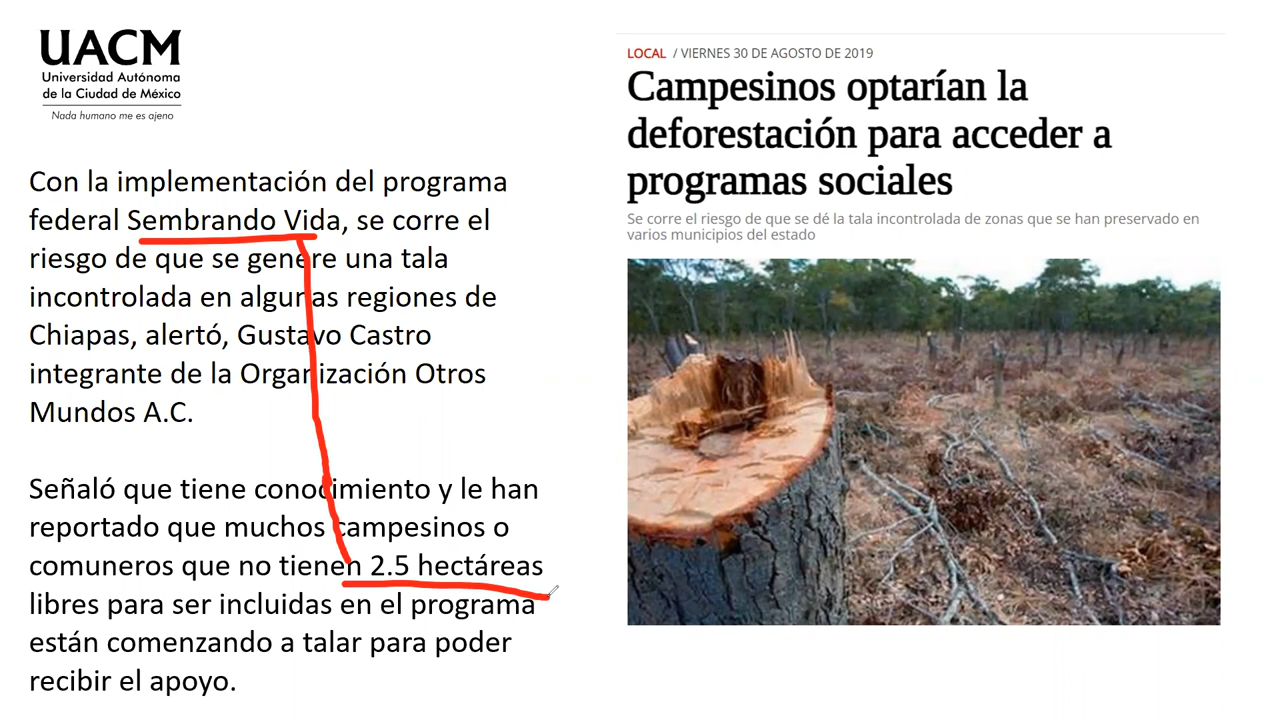 UACM
Universidad Autónoma
de la Ciudad de México
Nada humano me es ajeno
Con la implementación del programa
federal Sembrando Vida, se corre el
riesgo de que se genere una tala
incontrolada en algunas regiones de
Chiapas, alertó, Gustavo Castro
integrante de la Organización Otros
Mundos A.C.
Señaló que tiene conocimiento y le han
reportado que muchos campesinos o
comuneros que no tienen 2.5 hectáreas
libres para ser incluidas en el programa
están comenzando a talar para poder
recibir el apoyo.
LOCAL / VIERNES 30 DE AGOSTO DE 2019
Campesinos optarían la
deforestación para acceder a
programas sociales
Se corre el riesgo de que se dé la tala incontrolada de zonas que se han preservado en
varios municipios del estado